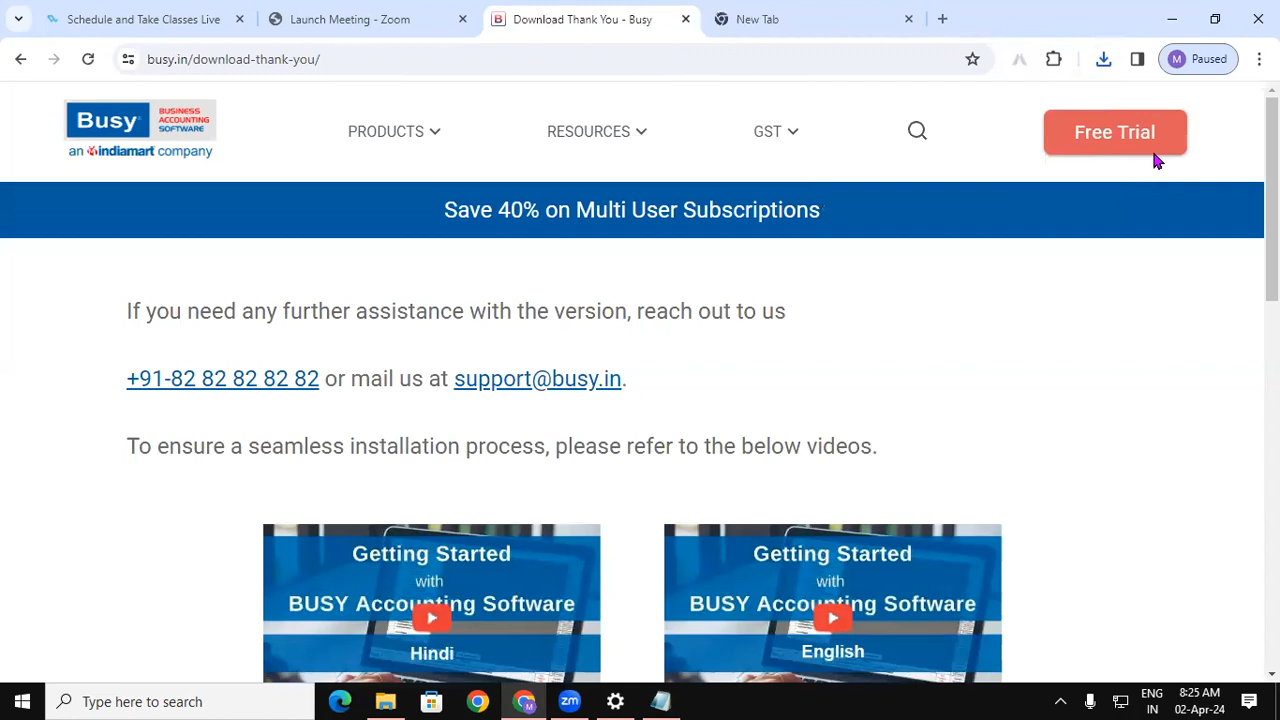 Schedule and Take Classes Live
Launch Meeting - Zoom
Download Thank You - Busy
New Tab
busy.in/download-thank-you/
M Paused
Busy
BUSINESS
ACCOUNTING
SOFTWARE
an indiamart company
PRODUCTS
RESOURCES
GST
Free Trial
Save 40% on Multi User Subscriptions
If you need any further assistance with the version, reach out to us
+91-82 82 82 82 82 or mail us at support@busy.in.
To ensure a seamless installation process, please refer to the below videos.
Getting Started
with
BUSY Accounting Software
Hindi
Getting Started
with
BUSY Accounting Software
English
Type here to search
zm
ENG
IN
8:25 AM
02-Apr-24